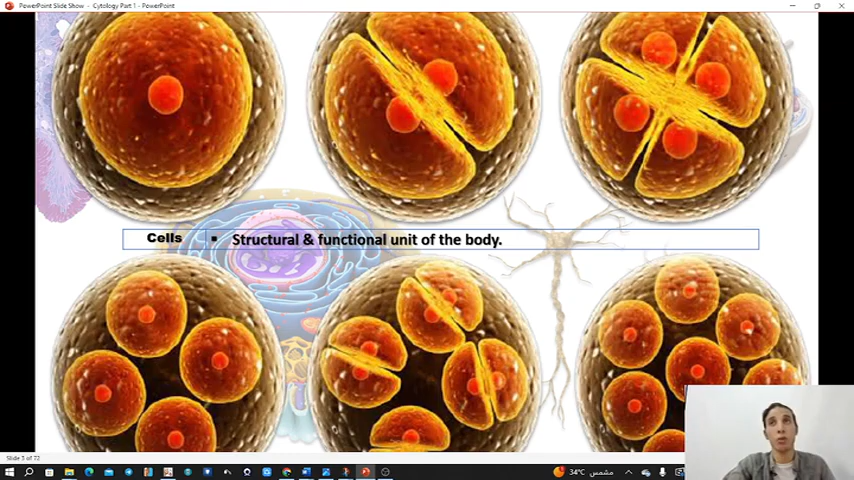 PowerPoint Slide Show - Cytology Part 1 - PowerPoint
Cells ▪ Structural & functional unit of the body.
Slide 3 of 72
34°C مشمس